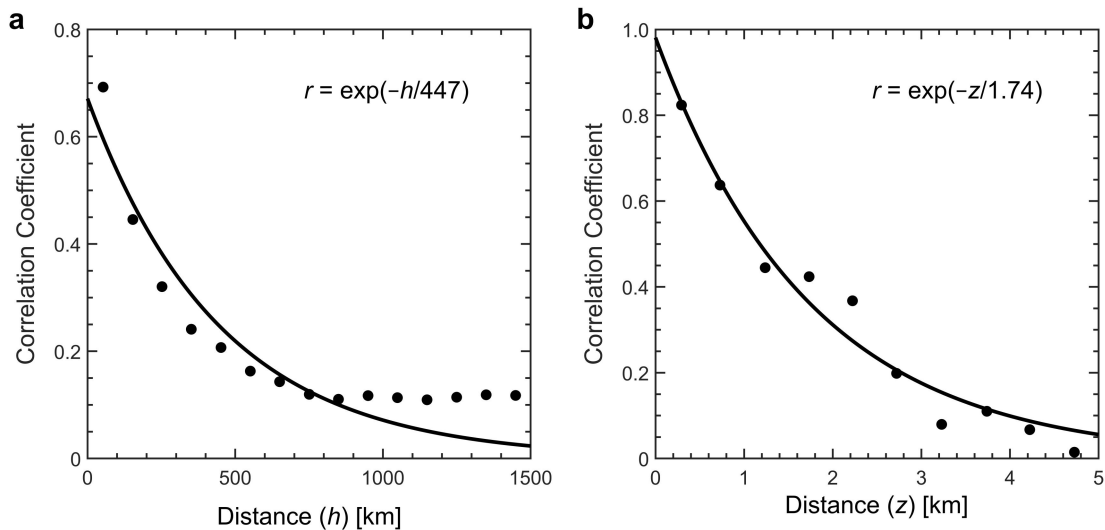 a
0.8
0.6
0.4
0.2
0
Correlation Coefficient
r = exp(−h/447)
0 500 1000 1500
Distance (h) [km]
b
1.0
0.8
0.6
0.4
0.2
0
Correlation Coefficient
r = exp(−z/1.74)
0 1 2 3 4 5
Distance (z) [km]